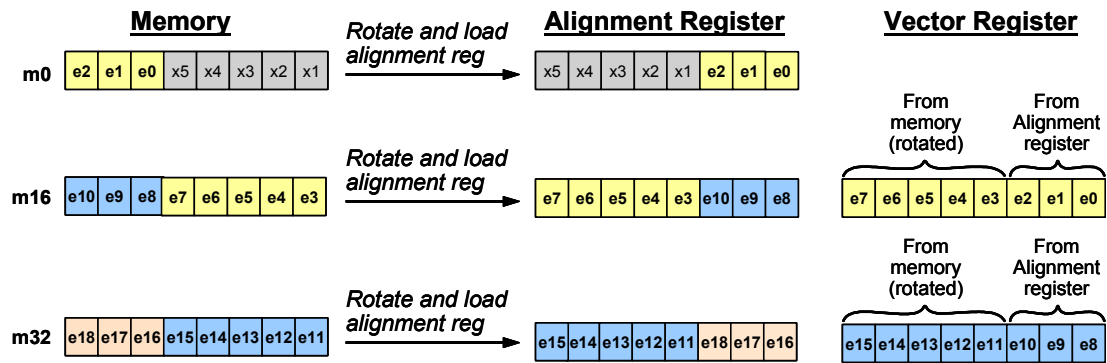 Memory
Alignment Register
Vector Register
Rotate and load
alignment reg
m0
e2 e1 e0 x5 x4 x3 x2 x1
x5 x4 x3 x2 x1 e2 e1 e0
From
memory
(rotated)
From
Alignment
register
Rotate and load
alignment reg
m16
e10 e9 e8 e7 e6 e5 e4 e3
e7 e6 e5 e4 e3 e10 e9 e8
e7 e6 e5 e4 e3 e2 e1 e0
From
memory
(rotated)
From
Alignment
register
Rotate and load
alignment reg
m32
e18 e17 e16 e15 e14 e13 e12 e11
e15 e14 e13 e12 e11 e18 e17 e16
e15 e14 e13 e12 e11 e10 e9 e8